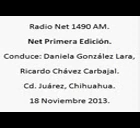 Radio Net 1490 AM.
Net Primera Edición.
Conduce: Daniela González Lara,
Ricardo Chávez Carbajal.
Cd. Juárez, Chihuahua.
18 Noviembre 2013.